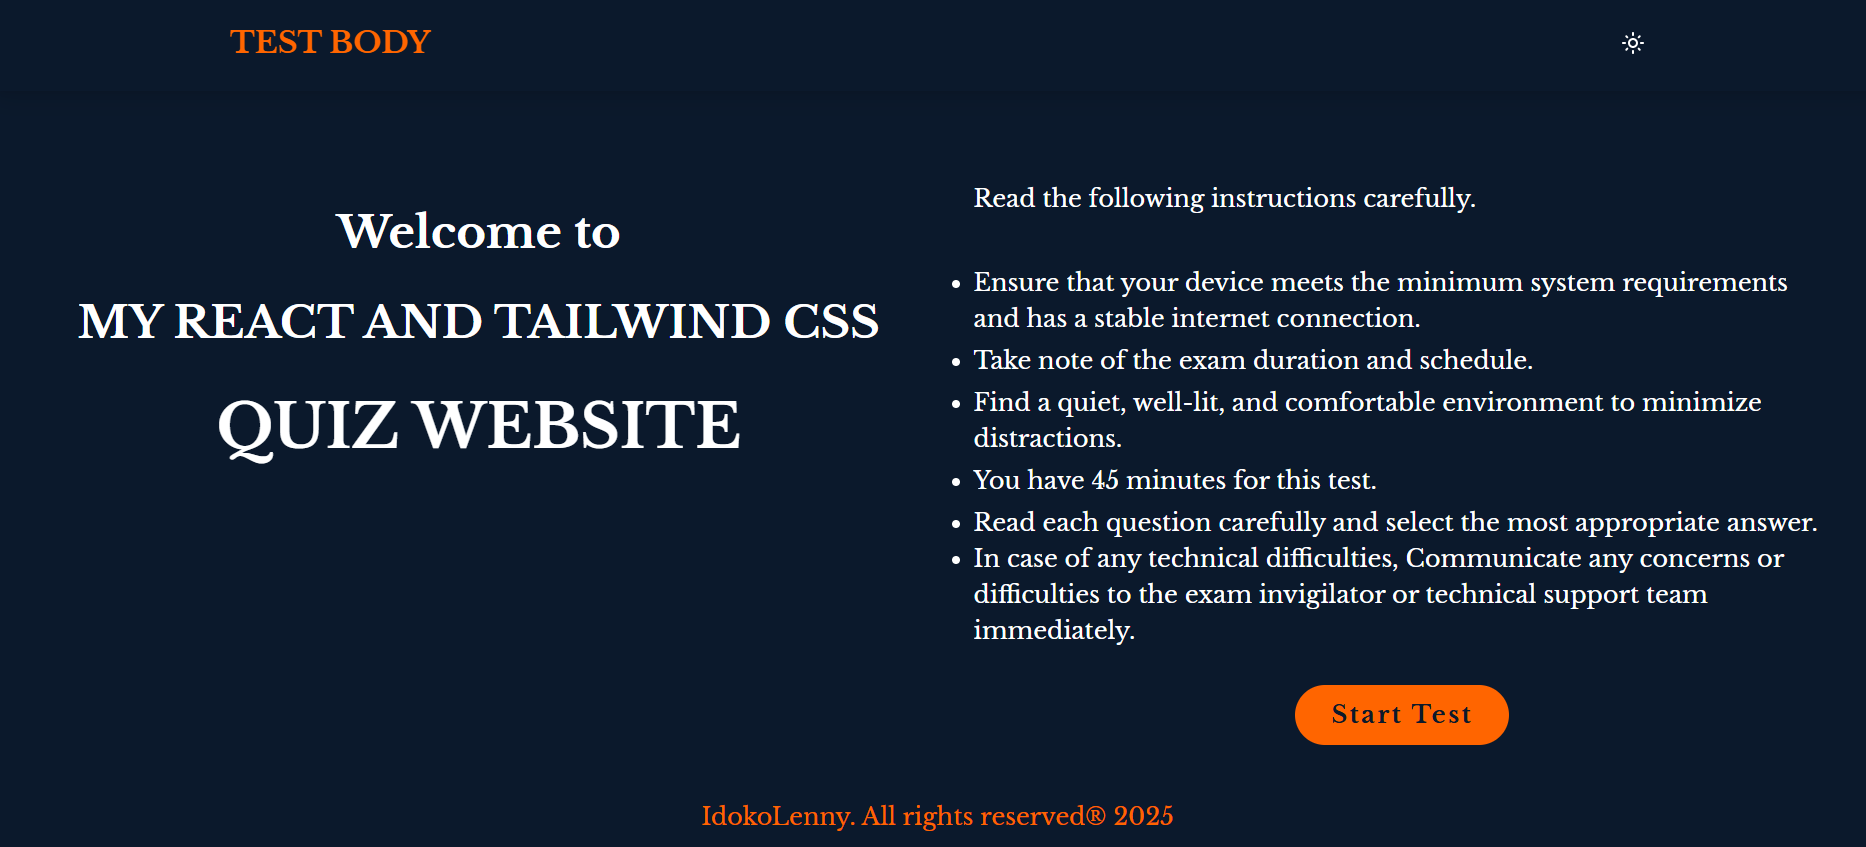 TEST BODY
Welcome to
MY REACT AND TAILWIND CSS
QUIZ WEBSITE
Read the following instructions carefully.
• Ensure that your device meets the minimum system requirements
and has a stable internet connection.
• Take note of the exam duration and schedule.
• Find a quiet, well-lit, and comfortable environment to minimize
distractions.
• You have 45 minutes for this test.
• Read each question carefully and select the most appropriate answer.
• In case of any technical difficulties, Communicate any concerns or
difficulties to the exam invigilator or technical support team
immediately.
Start Test
IdokoLenny. All rights reserved® 2025